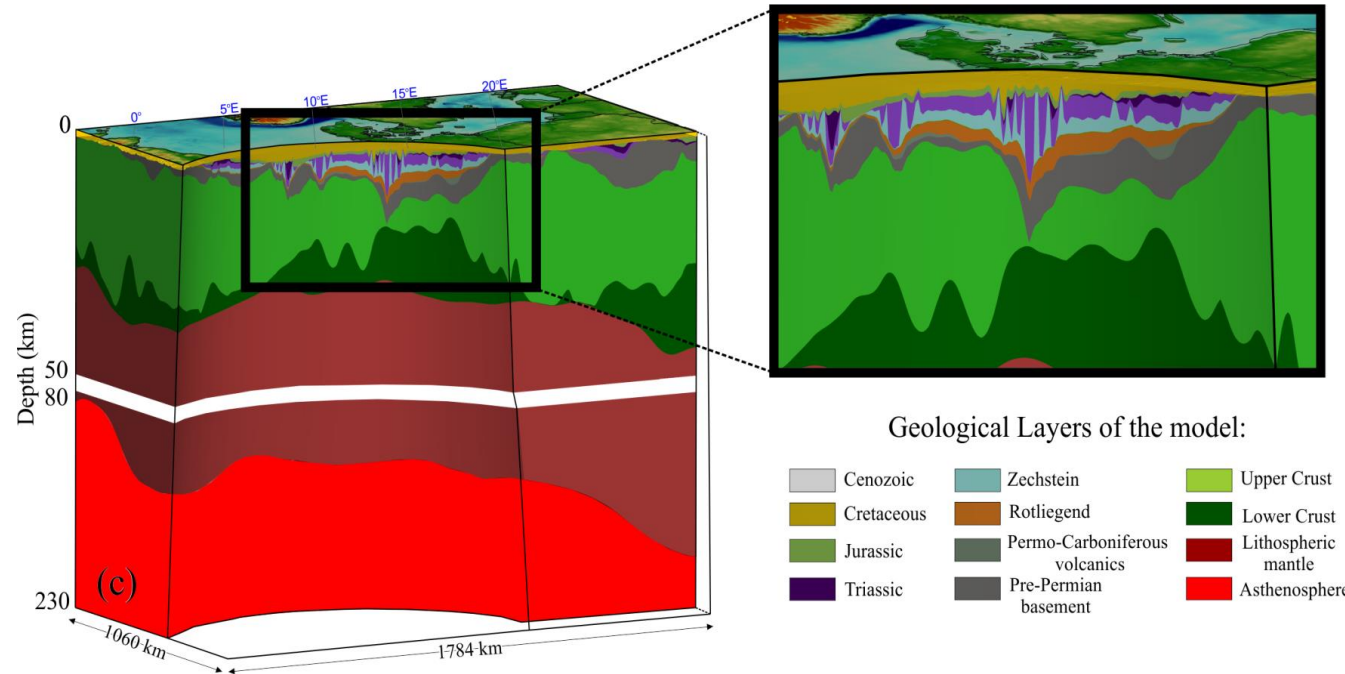 0°
5°E
10°E
15°E
20°E
0
Depth (km)
50
80
230
(c)
1060 km
1784 km
Geological Layers of the model:
Cenozoic
Cretaceous
Jurassic
Triassic
Zechstein
Rotliegend
Permo-Carboniferous
volcanics
Pre-Permian
basement
Upper Crust
Lower Crust
Lithospheric
mantle
Asthenosphere